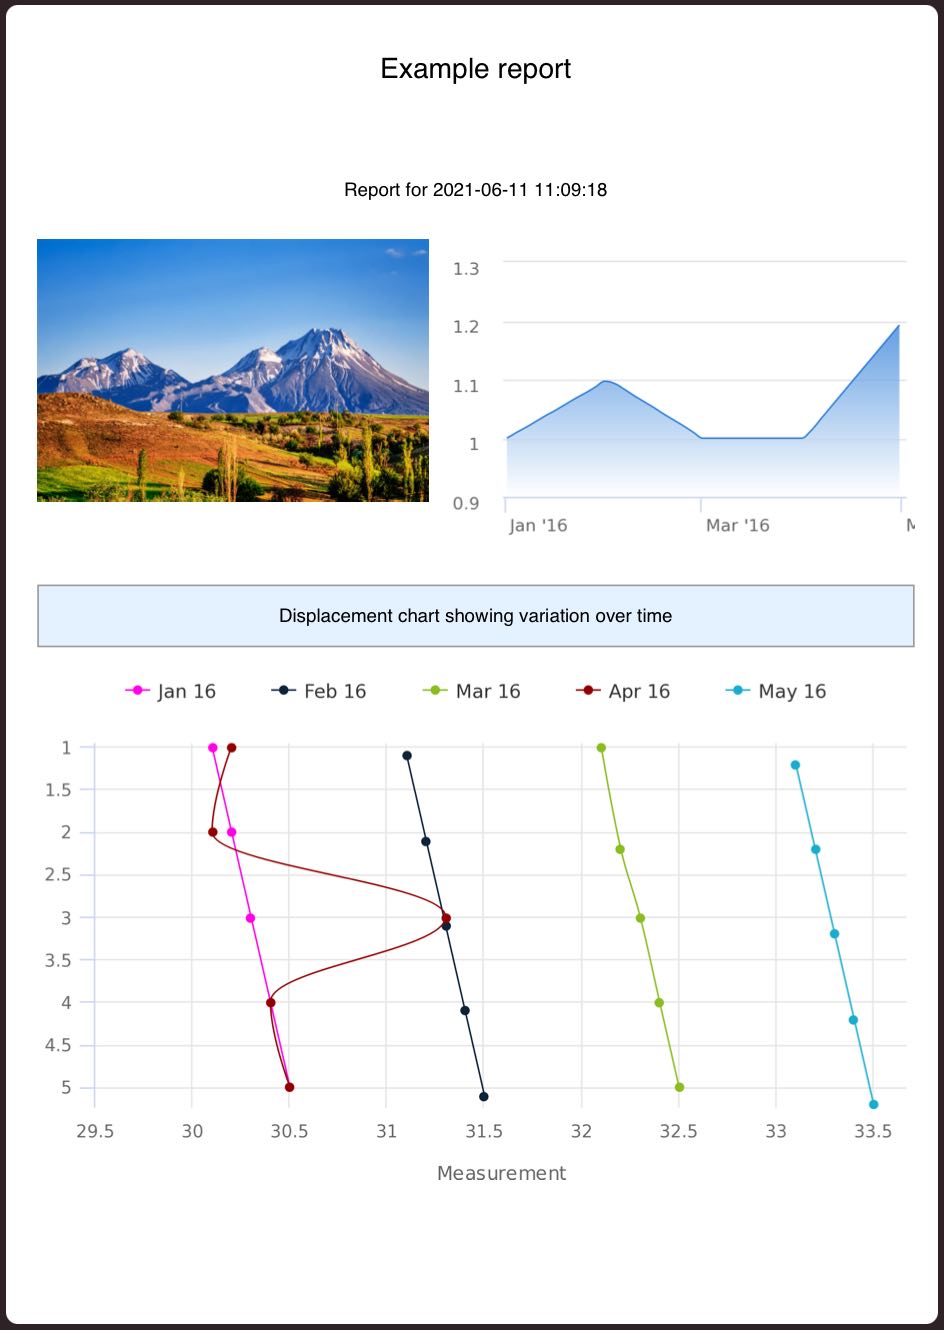 Example report
Report for 2021-06-11 11:09:18
1.3
1.2
1.1
1
0.9
Jan '16 Mar '16
Displacement chart showing variation over time
Jan 16 Feb 16 Mar 16 Apr 16 May 16
1
1.5
2
2.5
3
3.5
4
4.5
5
29.5 30 30.5 31 31.5 32 32.5 33 33.5
Measurement